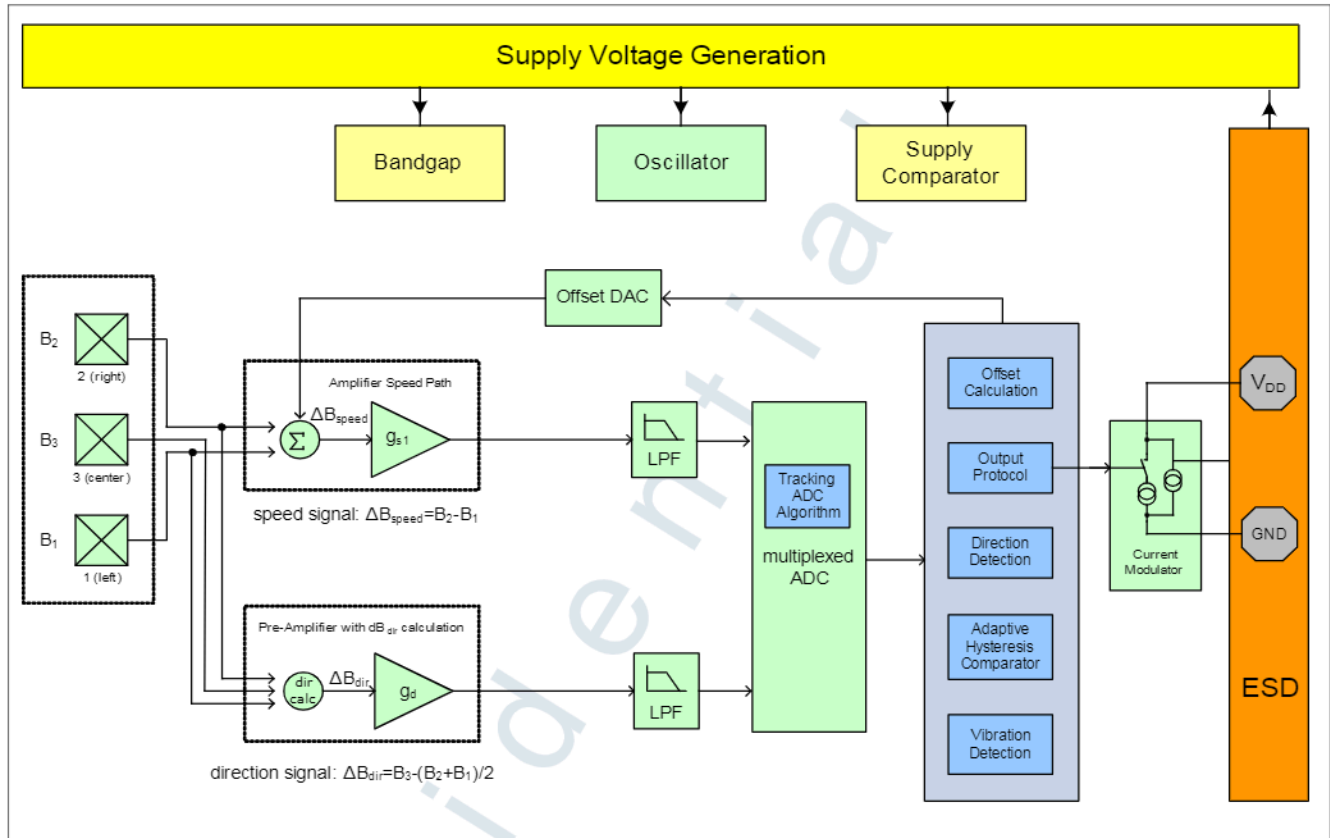 Supply Voltage Generation
Bandgap
Oscillator
Supply
Comparator
Offset DAC
B2
2 (right)
B3
3 (center)
B1
1 (left)
Amplifier Speed Path
Σ
ΔBspeed
gs1
speed signal: ΔBspeed=B2-B1
Pre-Amplifier with dBdir calculation
dir
calc
ΔBdir
gd
direction signal: ΔBdir=B3-(B2+B1)/2
LPF
LPF
Tracking
ADC
Algorithm
multiplexed
ADC
Offset
Calculation
Output
Protocol
Direction
Detection
Adaptive
Hysteresis
Comparator
Vibration
Detection
Current
Modulator
VDD
GND
ESD
i d e n t i a